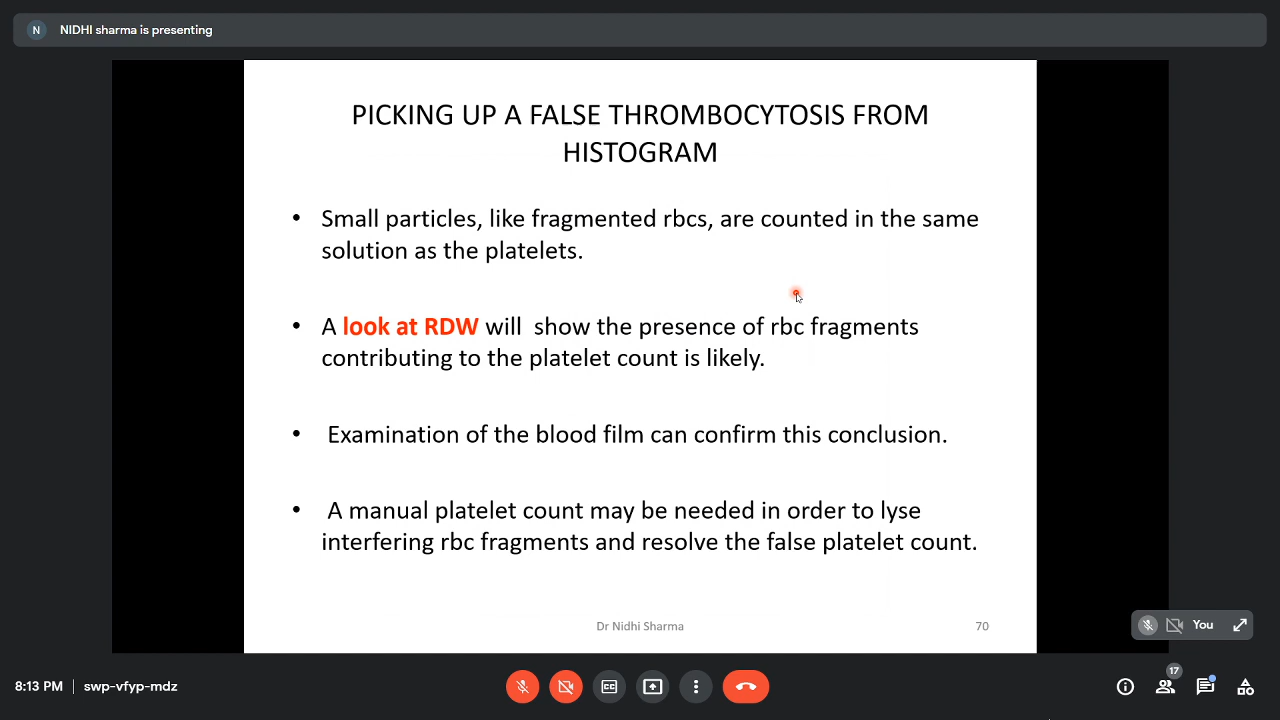 N NIDHI sharma is presenting
PICKING UP A FALSE THROMBOCYTOSIS FROM
HISTOGRAM
• Small particles, like fragmented rbcs, are counted in the same
solution as the platelets.
• A look at RDW will show the presence of rbc fragments
contributing to the platelet count is likely.
• Examination of the blood film can confirm this conclusion.
• A manual platelet count may be needed in order to lyse
interfering rbc fragments and resolve the false platelet count.
Dr Nidhi Sharma 70
You
8:13 PM swp-vfyp-mdz
CC
17